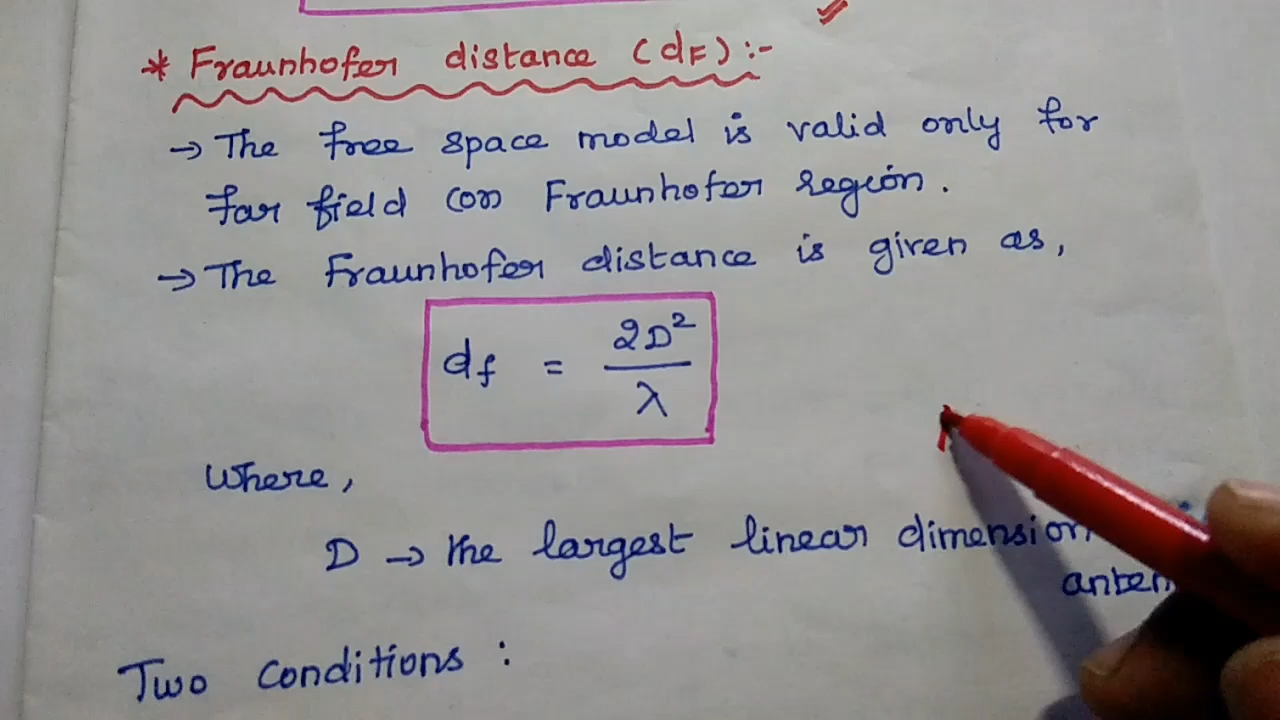 * Fraunhofer distance (dF):-
→ The free space model is valid only for
far field (or) Fraunhofer region.
→ The Fraunhofer distance is given as,
df = 2D²/λ
Where,
D → the largest linear dimension
Two conditions :